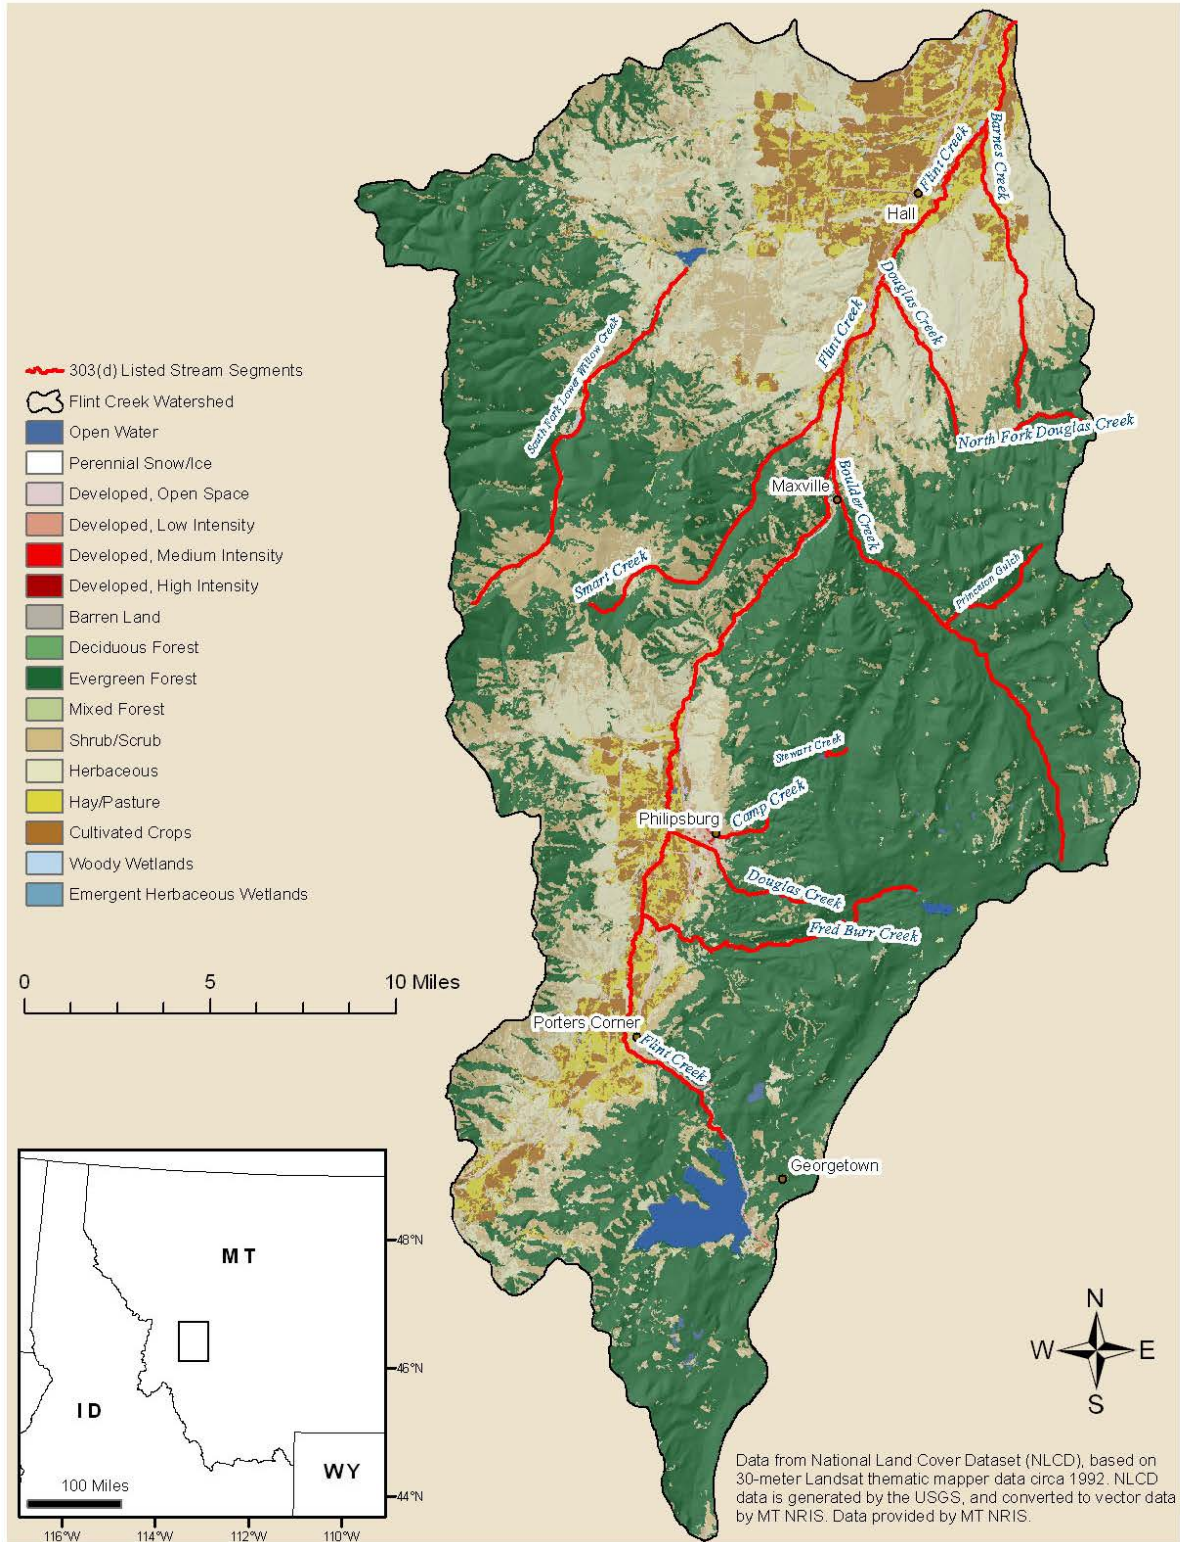 Barnes Creek
Flint Creek
Hall
Douglas Creek
Flint Creek
South Fork Lower Willow Creek
North Fork Douglas Creek
Maxville
Boulder Creek
Smart Creek
Princeton Gulch
Stewart Creek
Camp Creek
Philipsburg
Douglas Creek
Fred Burr Creek
Porters Corner
Flint Creek
Georgetown
303(d) Listed Stream Segments
Flint Creek Watershed
Open Water
Perennial Snow/Ice
Developed, Open Space
Developed, Low Intensity
Developed, Medium Intensity
Developed, High Intensity
Barren Land
Deciduous Forest
Evergreen Forest
Mixed Forest
Shrub/Scrub
Herbaceous
Hay/Pasture
Cultivated Crops
Woody Wetlands
Emergent Herbaceous Wetlands
0 5 10 Miles
MT
ID
WY
100 Miles
48°N
46°N
44°N
116°W 114°W 112°W 110°W
N
W E
S
Data from National Land Cover Dataset (NLCD), based on
30-meter Landsat thematic mapper data circa 1992. NLCD
data is generated by the USGS, and converted to vector data
by MT NRIS. Data provided by MT NRIS.